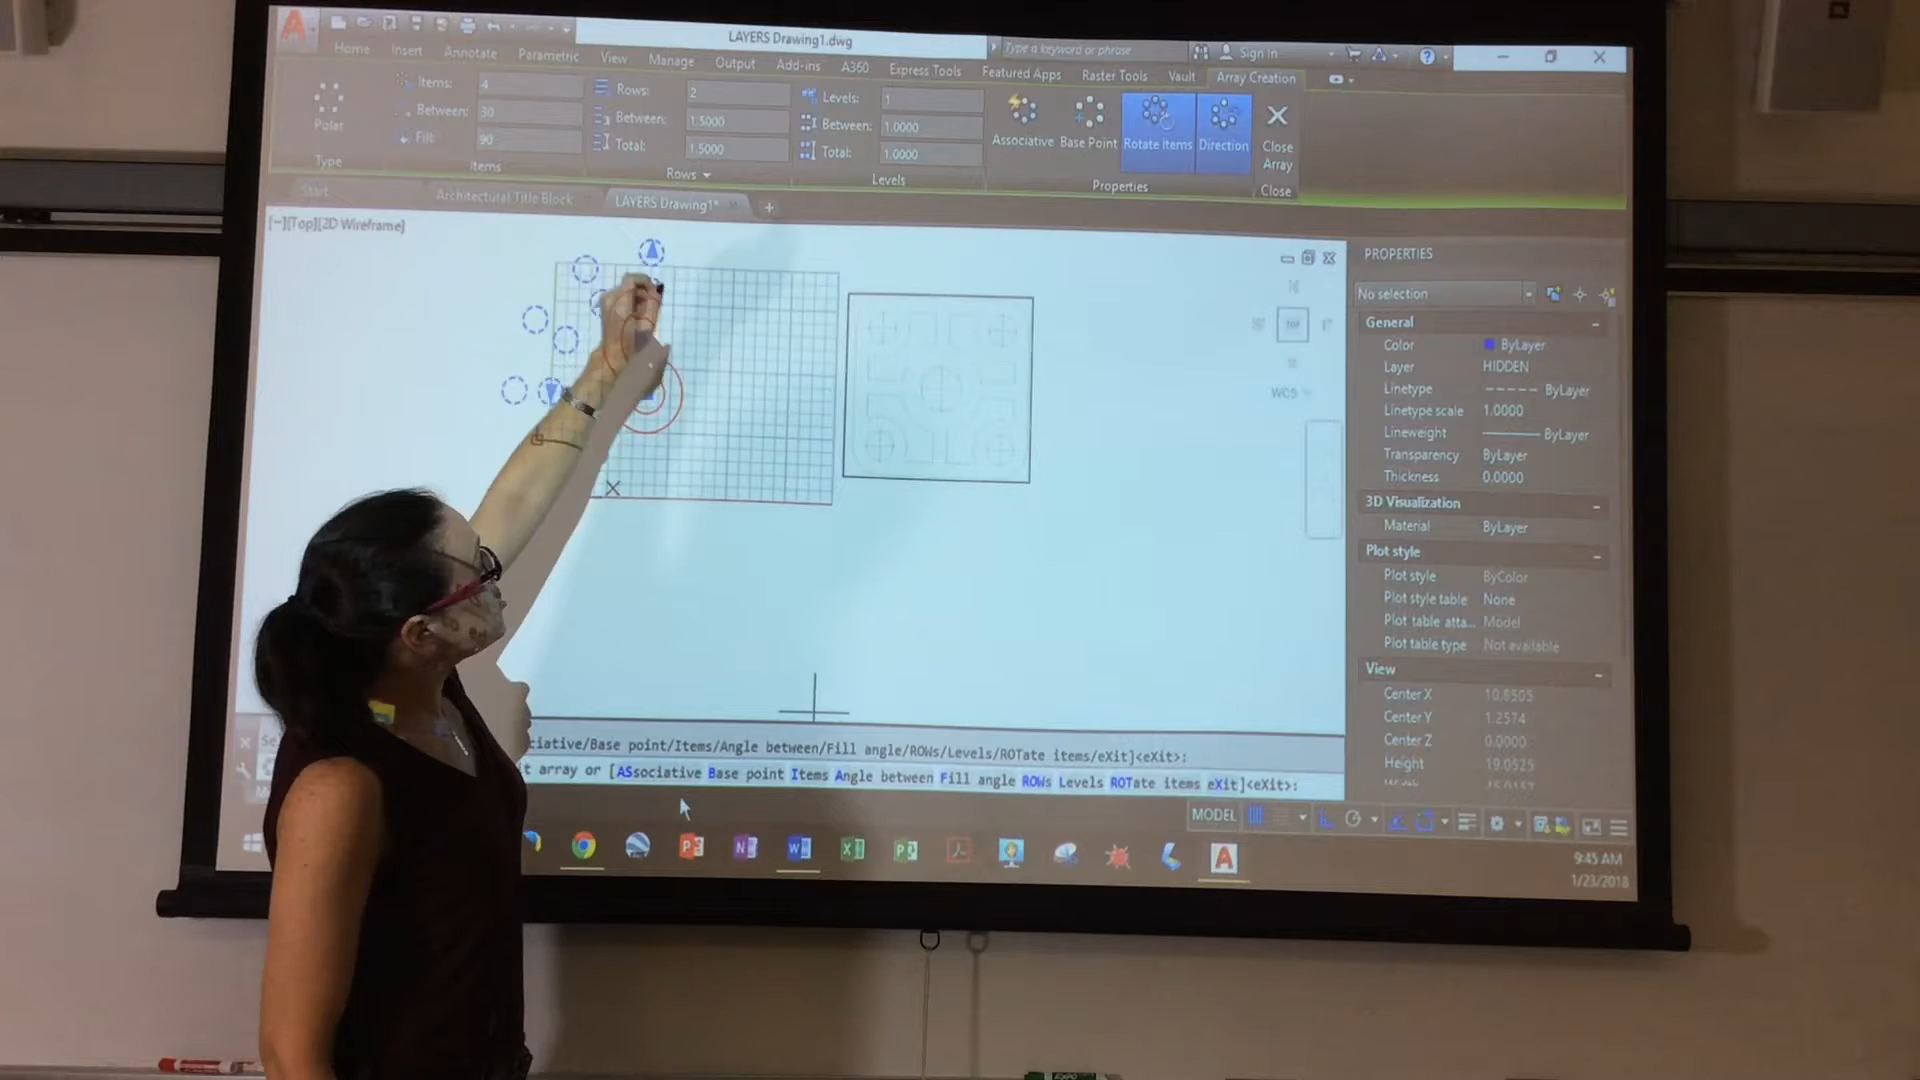 LAYERS Drawing1.dwg
Type a keyword or phrase
Sign In
Home Insert Annotate Parametric View Manage Output Add-ins A360 Express Tools Featured Apps Raster Tools Vault Array Creation
Polar
Items: 4
Between: 30
Fill: 90
Rows: 2
Between: 1.5000
Total: 1.5000
Levels: 1
Between: 1.0000
Total: 1.0000
Associative
Base Point
Rotate Items
Direction
Close Array
Type Items Rows Levels Properties Close
Start Architectural Title Block LAYERS Drawing1*
[−][Top][2D Wireframe]
WCS
PROPERTIES
No selection
General
Color ByLayer
Layer HIDDEN
Linetype ByLayer
Linetype scale 1.0000
Lineweight ByLayer
Transparency ByLayer
Thickness 0.0000
3D Visualization
Material ByLayer
Plot style
Plot style ByColor
Plot style table None
Plot table atta... Model
Plot table type Not available
View
Center X 10.8505
Center Y 1.2574
Center Z 0.0000
Height 19.0525
ciative/Base point/Items/Angle between/Fill angle/ROWs/Levels/ROTate items/eXit]<eXit>:
t array or [ASsociative Base point Items Angle between Fill angle ROWs Levels ROTate items eXit]<eXit>:
MODEL
9:45 AM
1/23/2018